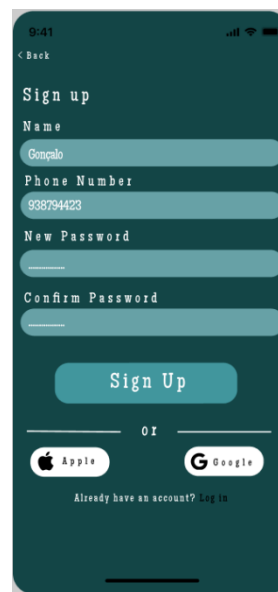 9:41
< Back
Sign up
Name
Gonçalo
Phone Number
938794423
New Password
Confirm Password
Sign Up
or
Apple
G Google
Already have an account? Log in